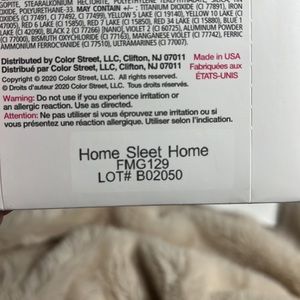 GOPITE, STEARALKONIUM HECTORITE, POLYETHYLENE
DIOXIDE, POLYURETHANE-33. MAY CONTAIN +/- : TITANIUM DIOXIDE (CI 77891), IRON
OXIDES (CI 77491, CI 77492, CI 77499), YELLOW 5 LAKE (CI 19140), YELLOW 10 LAKE (CI
47005), RED 6 LAKE (CI 15850), RED 7 LAKE (CI 15850), RED 34 LAKE (CI 15880), BLUE 1
LAKE (CI 42090), BLACK 2 (CI 77266) [NANO], VIOLET 2 (CI 60725), ALUMINUM POWDER
(CI 77000), BISMUTH OXYCHLORIDE (CI 77163), MANGANESE VIOLET (CI 77742), FERRIC
AMMONIUM FERROCYANIDE (CI 77510), ULTRAMARINES (CI 77007).
Distributed by Color Street, LLC, Clifton, NJ 07011
Distribué par Color Street, LLC, Clifton, NJ 07011
Copyright © 2020 Color Street, LLC. All rights reserved.
© Droits d'auteur 2020 Color Street, LLC. Tous droits réservés.
Made in USA
Fabriquées aux
ÉTATS-UNIS
Warning: Do not use if you experience irritation or
an allergic reaction. Use as directed.
Attention: Ne pas utiliser si vous éprouvez une irritation ou si
vous présentez une réaction allergique. Utiliser selon l'indication.
Home Sleet Home
FMG129
LOT# B02050